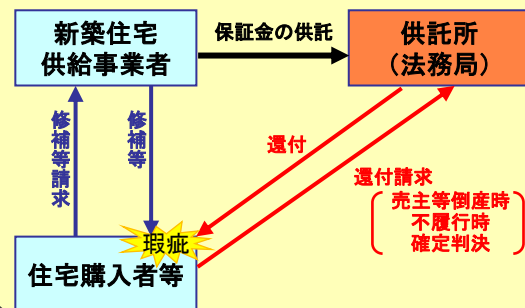 新築住宅
供給事業者
保証金の供託
供託所
（法務局）
修補等請求
修補等
還付
還付請求
売主等倒産時
不履行時
確定判決
瑕疵
住宅購入者等